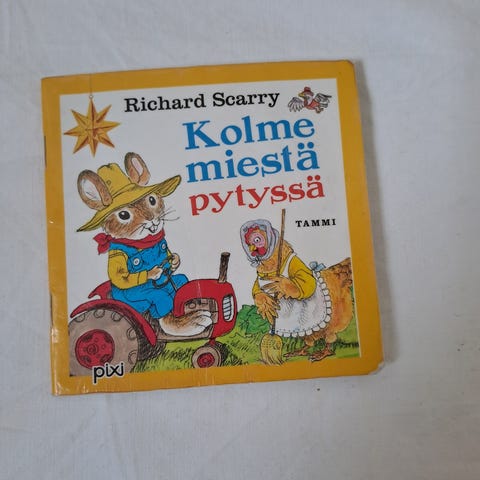 Richard Scarry
Kolme
miestä
pytyssä
TAMMI
pixi